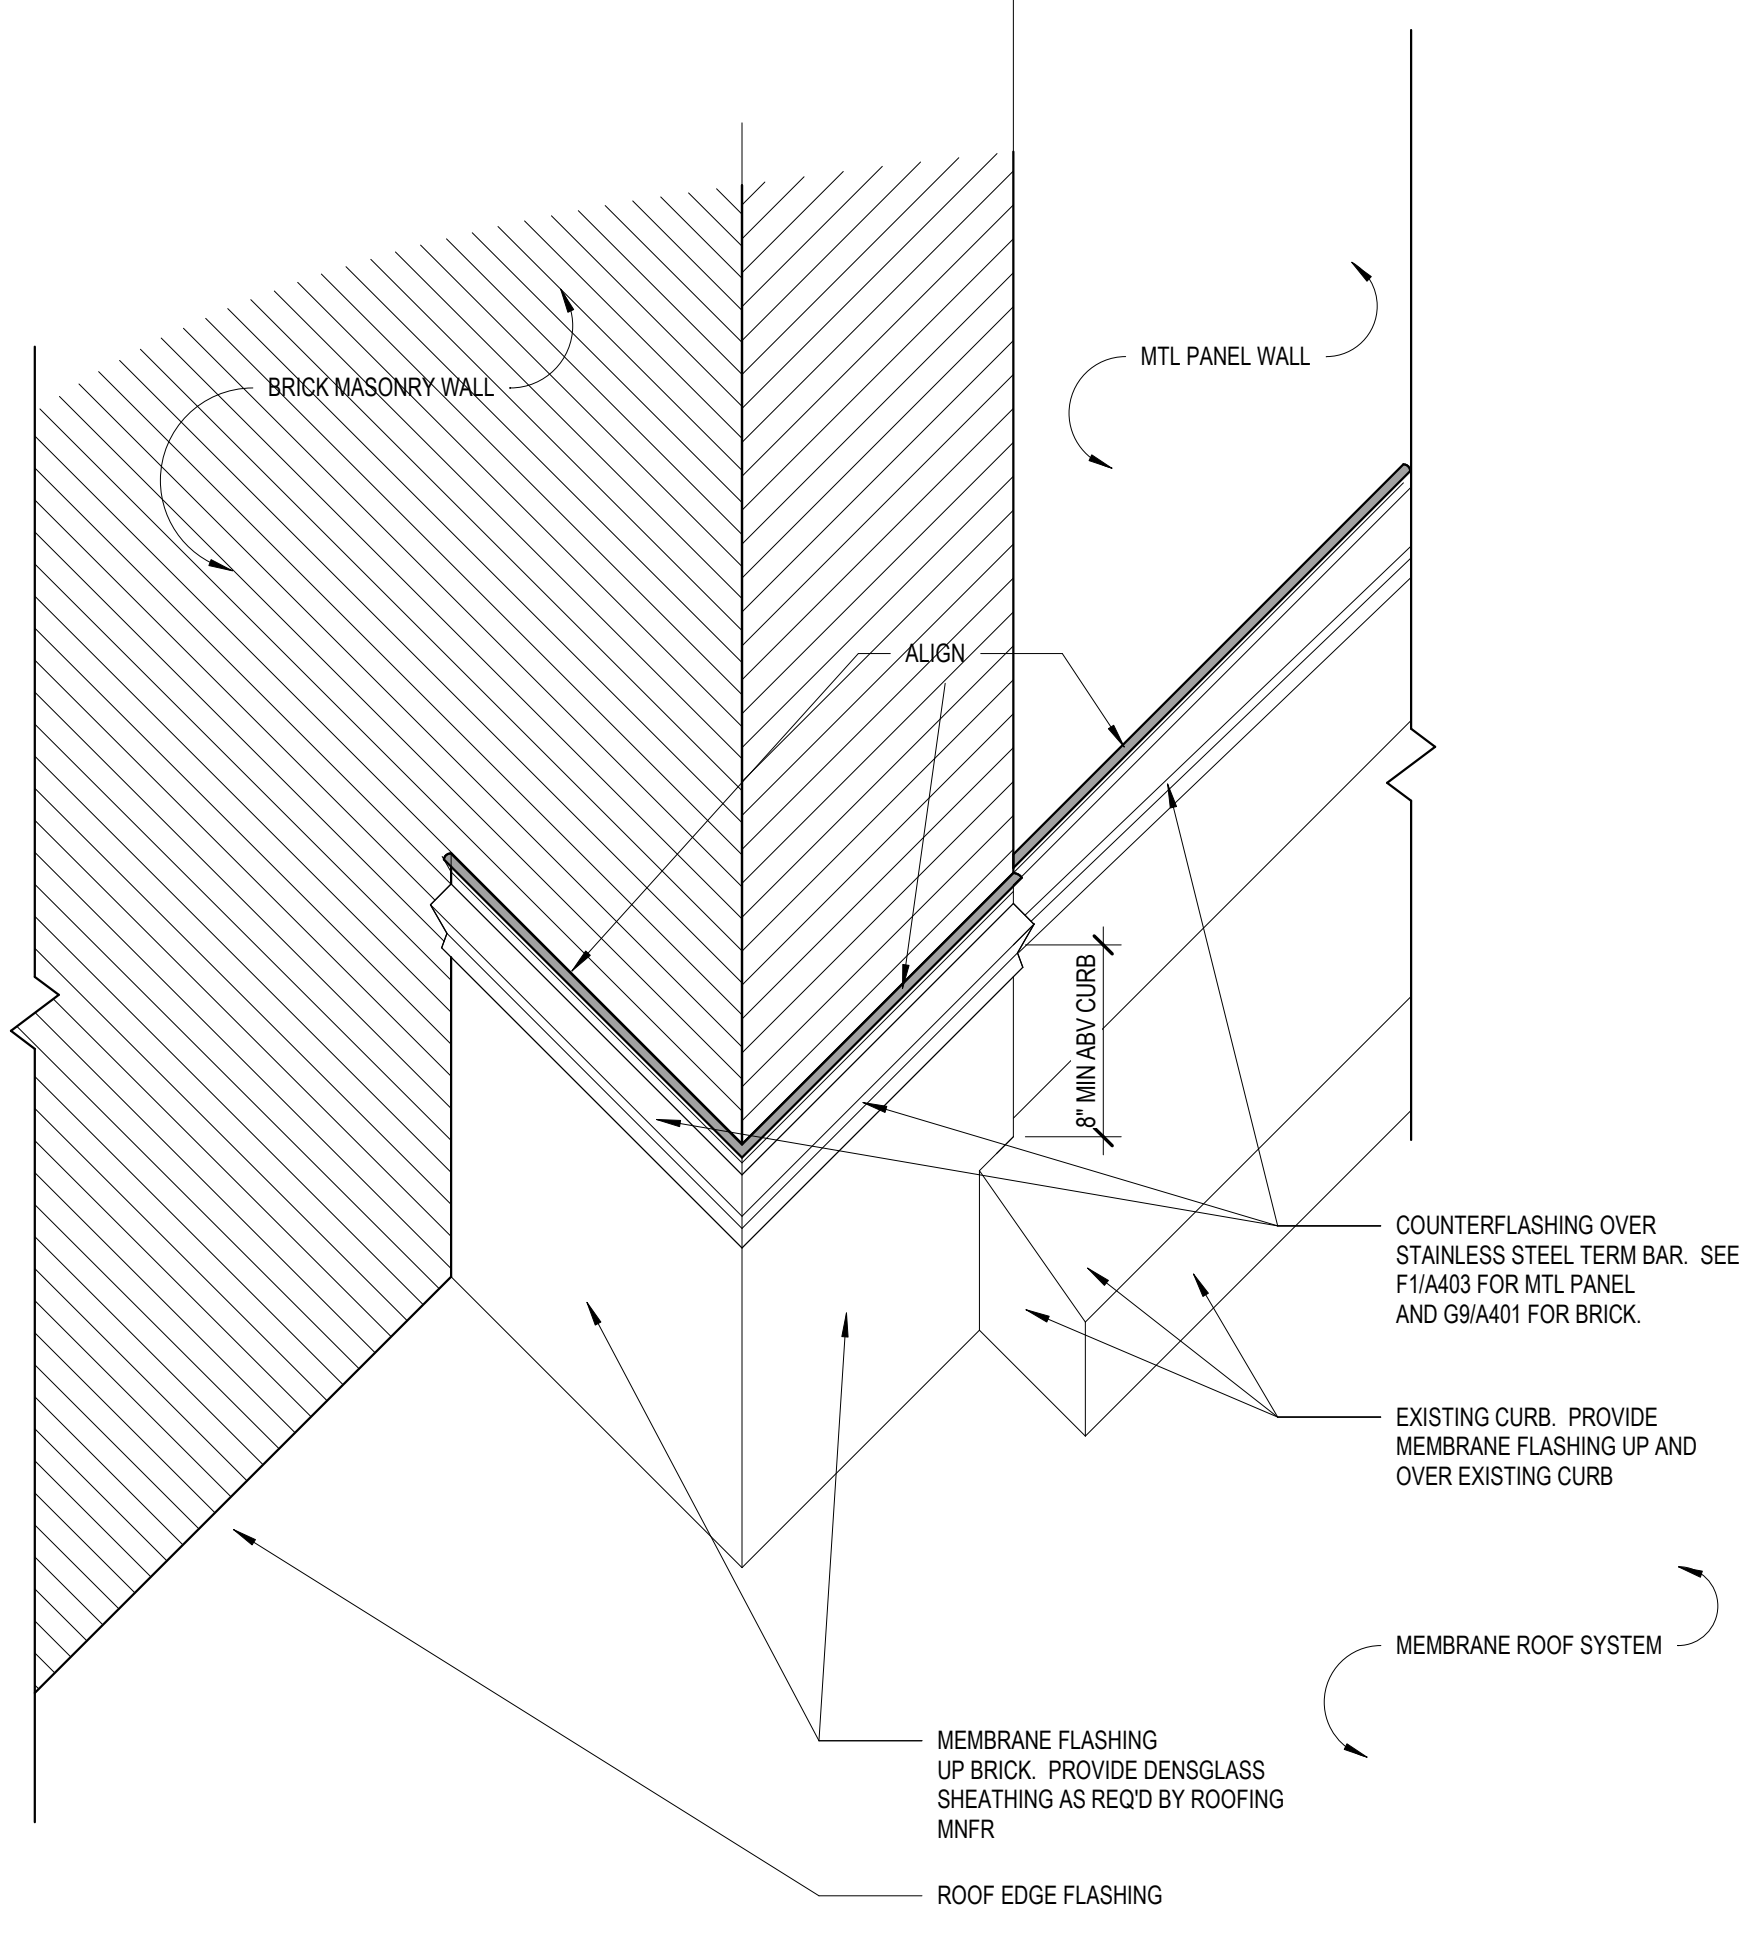 BRICK MASONRY WALL
MTL PANEL WALL
ALIGN
8" MIN ABV CURB
COUNTERFLASHING OVER
STAINLESS STEEL TERM BAR.  SEE
F1/A403 FOR MTL PANEL
AND G9/A401 FOR BRICK.
EXISTING CURB.  PROVIDE
MEMBRANE FLASHING UP AND
OVER EXISTING CURB
MEMBRANE ROOF SYSTEM
MEMBRANE FLASHING
UP BRICK.  PROVIDE DENSGLASS
SHEATHING AS REQ'D BY ROOFING
MNFR
ROOF EDGE FLASHING